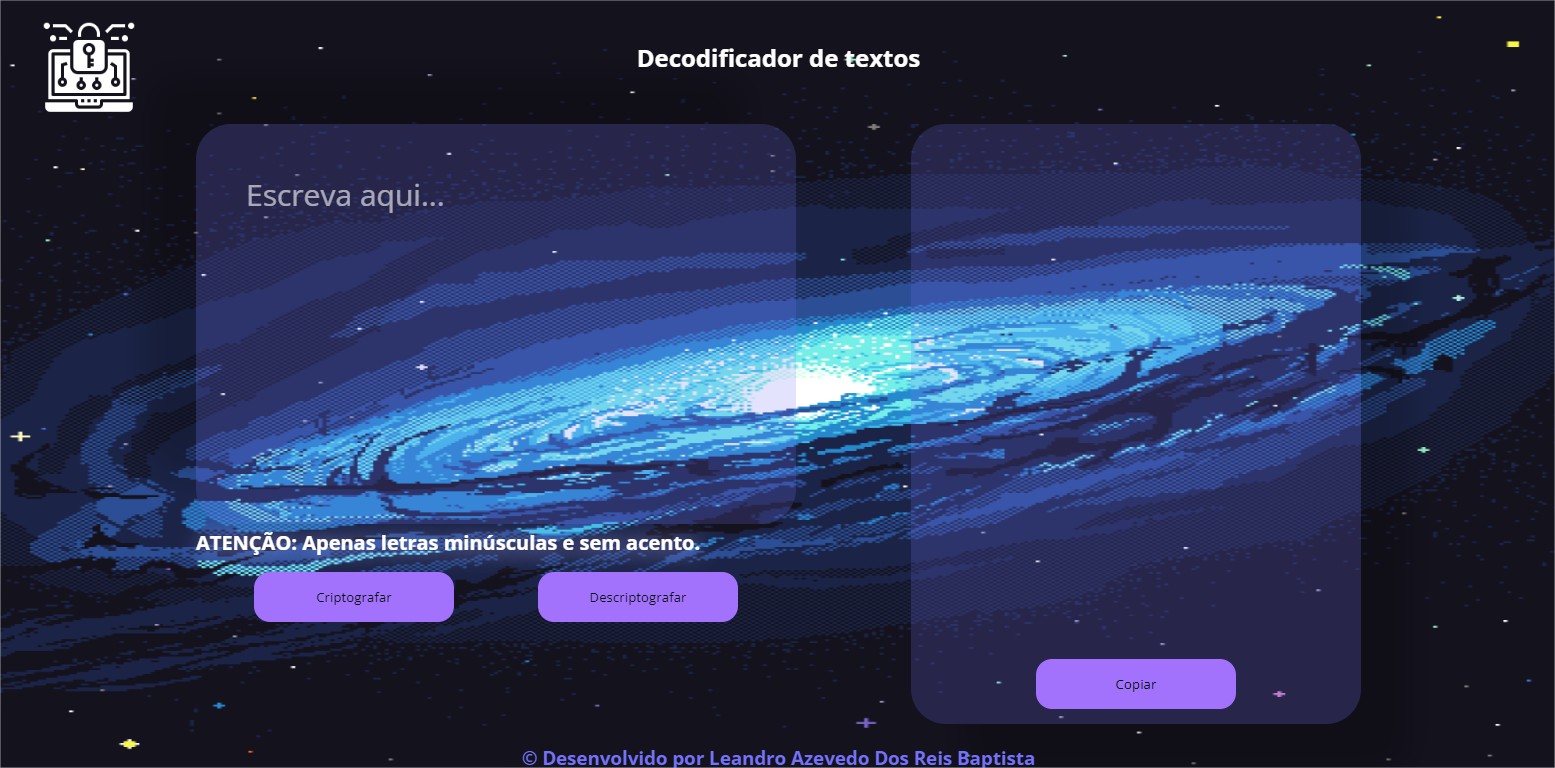 Decodificador de textos
Escreva aqui...
ATENÇÃO: Apenas letras minúsculas e sem acento.
Criptografar
Descriptografar
Copiar
© Desenvolvido por Leandro Azevedo Dos Reis Baptista